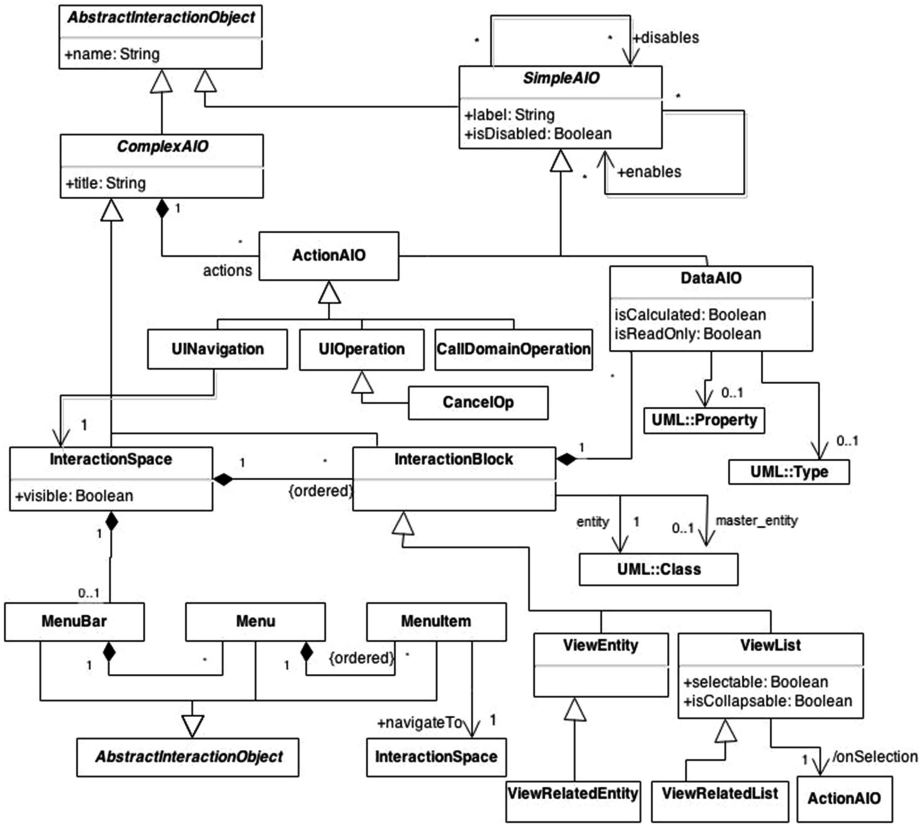 AbstractInteractionObject
+name: String
* * +disables
SimpleAIO
+label: String
+isDisabled: Boolean
*
* +enables
ComplexAIO
+title: String
1
*
actions
ActionAIO
DataAIO
isCalculated: Boolean
isReadOnly: Boolean
UINavigation
UIOperation
CallDomainOperation
CancelOp
*
0..1
UML::Property
0..1
UML::Type
1
InteractionSpace
+visible: Boolean
1 *
{ordered}
InteractionBlock
1
entity 1
0..1 master_entity
UML::Class
1
0..1
MenuBar
Menu
MenuItem
1 *
1 {ordered} *
+navigateTo 1
AbstractInteractionObject
InteractionSpace
ViewEntity
ViewList
+selectable: Boolean
+isCollapsable: Boolean
1 /onSelection
ViewRelatedEntity
ViewRelatedList
ActionAIO